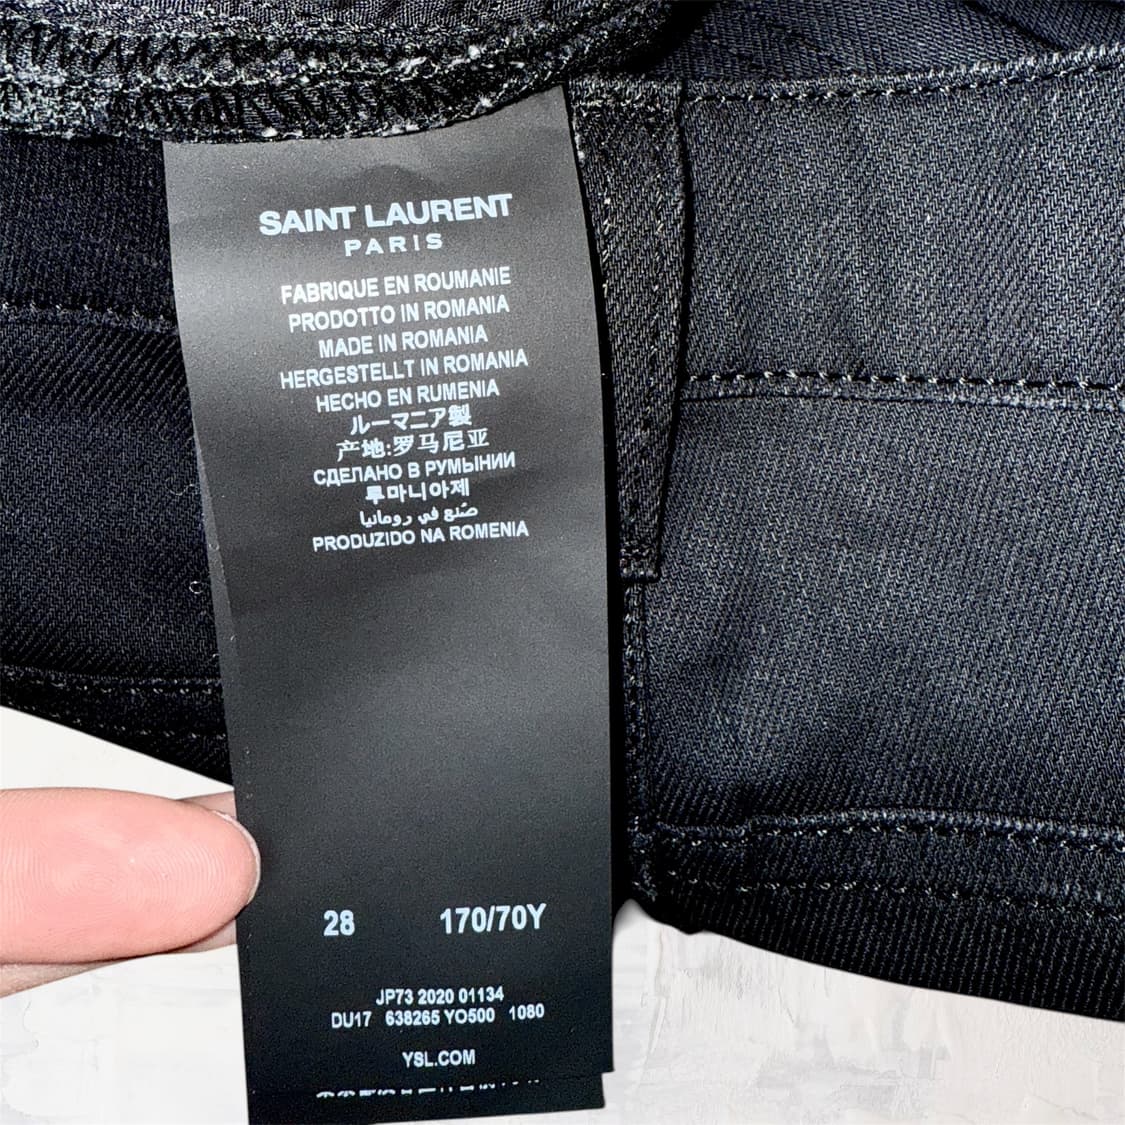 SAINT LAURENT
PARIS
FABRIQUE EN ROUMANIE
PRODOTTO IN ROMANIA
MADE IN ROMANIA
HERGESTELLT IN ROMANIA
HECHO EN RUMENIA
ルーマニア製
产地:罗马尼亚
СДЕЛАНО В РУМЫНИИ
루마니아제
صُنع في رومانيا
PRODUZIDO NA ROMENIA
28 170/70Y
JP73 2020 01134
DU17 638265 YO500 1080
YSL.COM